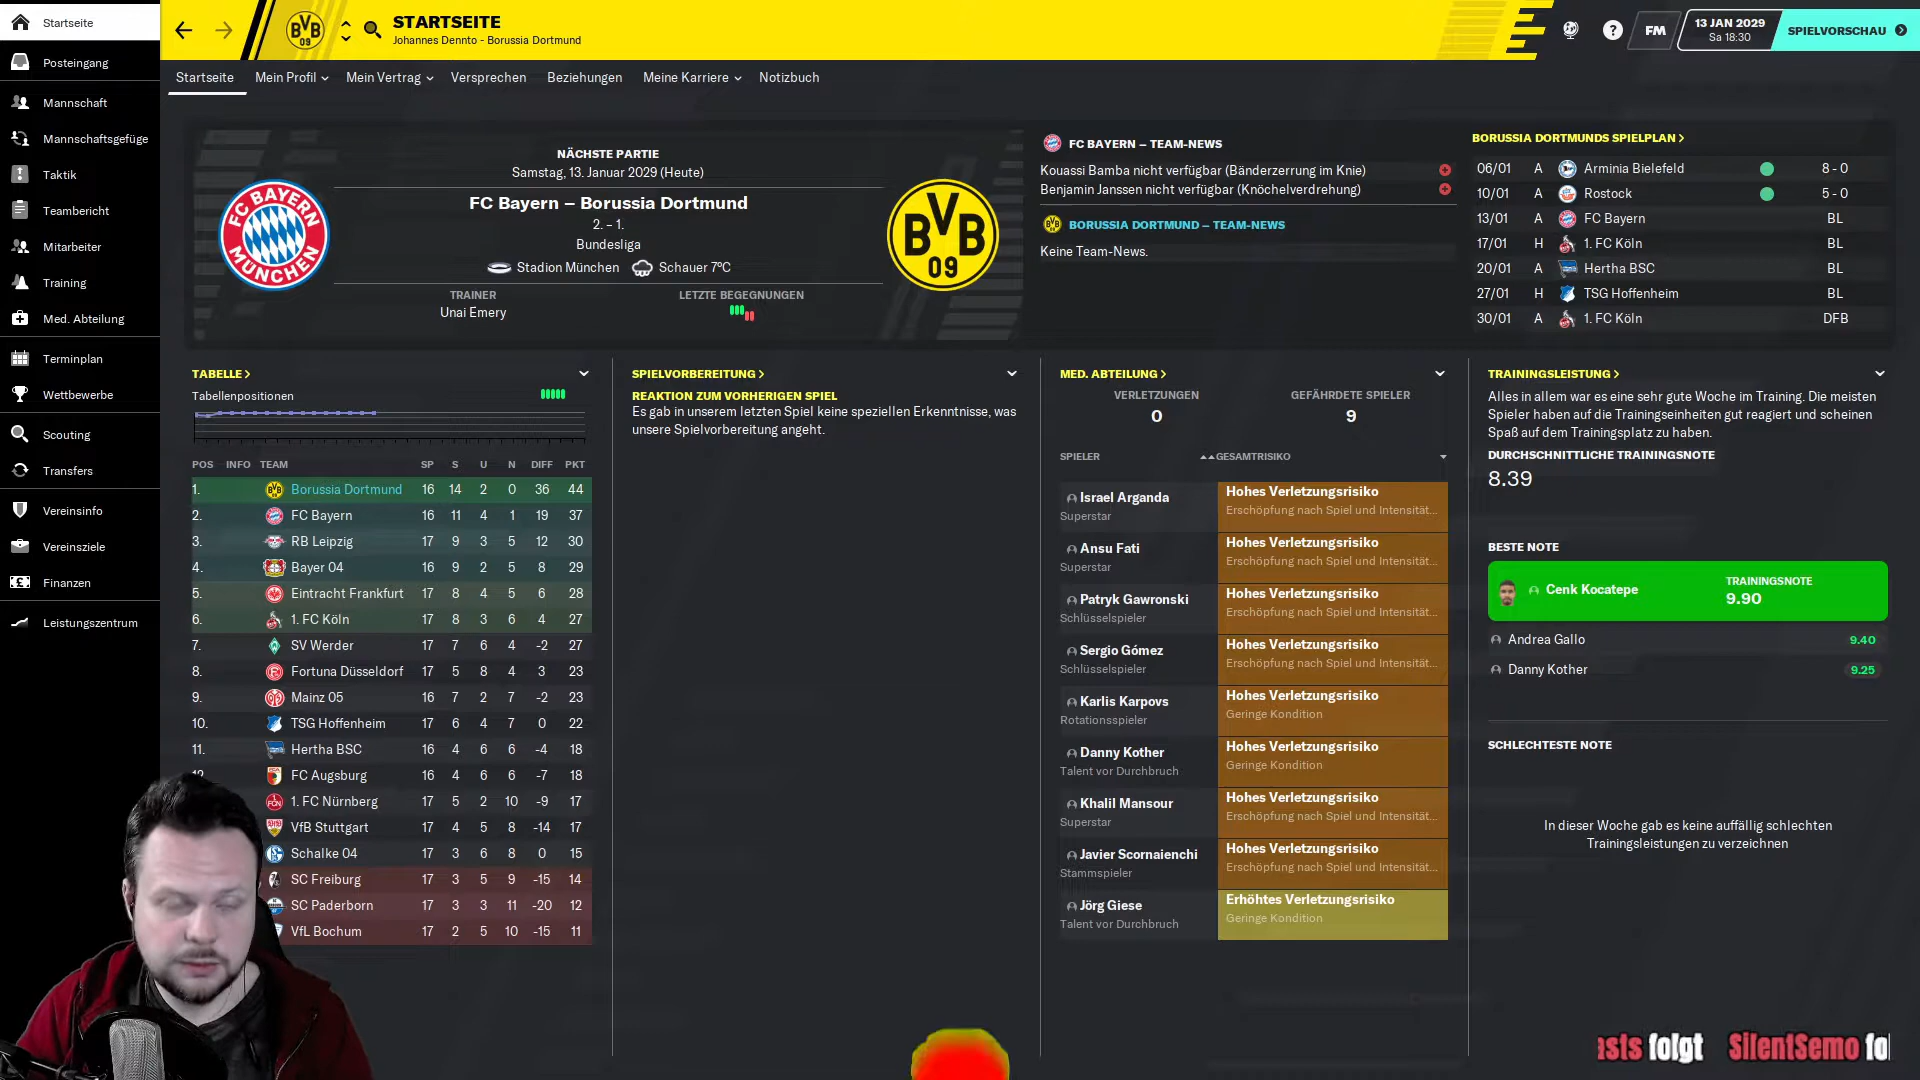 Startseite
Posteingang
Mannschaft
Mannschaftsgefüge
Taktik
Teambericht
Mitarbeiter
Training
Med. Abteilung
Terminplan
Wettbewerbe
Scouting
Transfers
Vereinsinfo
Vereinsziele
Finanzen
Leistungszentrum
BVB 09
STARTSEITE
Johannes Dennto - Borussia Dortmund
FM
13 JAN 2029
Sa 18:30
SPIELVORSCHAU
Startseite Mein Profil Mein Vertrag Versprechen Beziehungen Meine Karriere Notizbuch
FC BAYERN MÜNCHEN
NÄCHSTE PARTIE
Samstag, 13. Januar 2029 (Heute)
FC Bayern – Borussia Dortmund
2. – 1.
Bundesliga
Stadion München Schauer 7ºC
TRAINER
Unai Emery
LETZTE BEGEGNUNGEN
BVB 09
FC BAYERN – TEAM-NEWS
Kouassi Bamba nicht verfügbar (Bänderzerrung im Knie)
Benjamin Janssen nicht verfügbar (Knöchelverdrehung)
BORUSSIA DORTMUND – TEAM-NEWS
Keine Team-News.
BORUSSIA DORTMUNDS SPIELPLAN >
06/01 A Arminia Bielefeld 8 - 0
10/01 A Rostock 5 - 0
13/01 A FC Bayern BL
17/01 H 1. FC Köln BL
20/01 A Hertha BSC BL
27/01 H TSG Hoffenheim BL
30/01 A 1. FC Köln DFB
TABELLE >
Tabellenpositionen
POS INFO TEAM SP S U N DIFF PKT
1. Borussia Dortmund 16 14 2 0 36 44
2. FC Bayern 16 11 4 1 19 37
3. RB Leipzig 17 9 3 5 12 30
4. Bayer 04 16 9 2 5 8 29
5. Eintracht Frankfurt 17 8 4 5 6 28
6. 1. FC Köln 17 8 3 6 4 27
7. SV Werder 17 7 6 4 -2 27
8. Fortuna Düsseldorf 17 5 8 4 3 23
9. Mainz 05 16 7 2 7 -2 23
10. TSG Hoffenheim 17 6 4 7 0 22
11. Hertha BSC 16 4 6 6 -4 18
12. FC Augsburg 16 4 6 6 -7 18
1. FC Nürnberg 17 5 2 10 -9 17
VfB Stuttgart 17 4 5 8 -14 17
Schalke 04 17 3 6 8 0 15
SC Freiburg 17 3 5 9 -15 14
SC Paderborn 17 3 3 11 -20 12
VfL Bochum 17 2 5 10 -15 11
SPIELVORBEREITUNG >
REAKTION ZUM VORHERIGEN SPIEL
Es gab in unserem letzten Spiel keine speziellen Erkenntnisse, was
unsere Spielvorbereitung angeht.
MED. ABTEILUNG >
VERLETZUNGEN GEFÄHRDETE SPIELER
0 9
SPIELER GESAMTRISIKO
Israel Arganda Hohes Verletzungsrisiko
Superstar Erschöpfung nach Spiel und Intensität...
Ansu Fati Hohes Verletzungsrisiko
Superstar Erschöpfung nach Spiel und Intensität...
Patryk Gawronski Hohes Verletzungsrisiko
Schlüsselspieler Erschöpfung nach Spiel und Intensität...
Sergio Gómez Hohes Verletzungsrisiko
Schlüsselspieler Erschöpfung nach Spiel und Intensität...
Karlis Karpovs Hohes Verletzungsrisiko
Rotationsspieler Geringe Kondition
Danny Kother Hohes Verletzungsrisiko
Talent vor Durchbruch Geringe Kondition
Khalil Mansour Hohes Verletzungsrisiko
Superstar Erschöpfung nach Spiel und Intensität...
Javier Scornaienchi Hohes Verletzungsrisiko
Stammspieler Erschöpfung nach Spiel und Intensität...
Jörg Giese Erhöhtes Verletzungsrisiko
Talent vor Durchbruch Geringe Kondition
TRAININGSLEISTUNG >
Alles in allem war es eine sehr gute Woche im Training. Die meisten
Spieler haben auf die Trainingseinheiten gut reagiert und scheinen
Spaß auf dem Trainingsplatz zu haben.
DURCHSCHNITTLICHE TRAININGSNOTE
8.39
BESTE NOTE
Cenk Kocatepe
TRAININGSNOTE
9.90
Andrea Gallo 9.40
Danny Kother 9.25
SCHLECHTESTE NOTE
In dieser Woche gab es keine auffällig schlechten
Trainingsleistungen zu verzeichnen
asts folgt SilentSemo fo